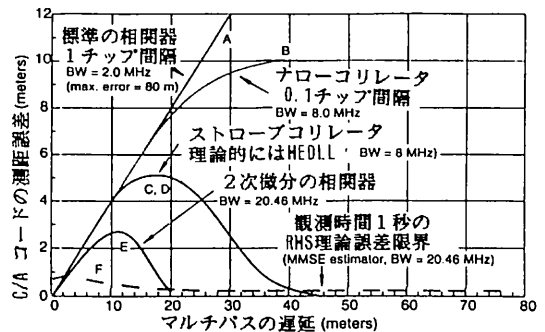 12
10
8
6
4
2
0
C/A コードの測距誤差 (meters)
標準の相関器
1チップ間隔
BW = 2.0 MHz
(max. error = 80 m)
A
B
ナローコリレータ
0.1チップ間隔
BW = 8.0 MHz
ストローブコリレータ
理論的にはMEDLL BW = 8 MHz)
C, D
2次微分の相関器
BW = 20.46 MHz
E
F
観測時間1秒の
RHS理論誤差限界
(MMSE estimator, BW = 20.46 MHz)
0 10 20 30 40 50 60 70 80
マルチパスの遅延 (meters)